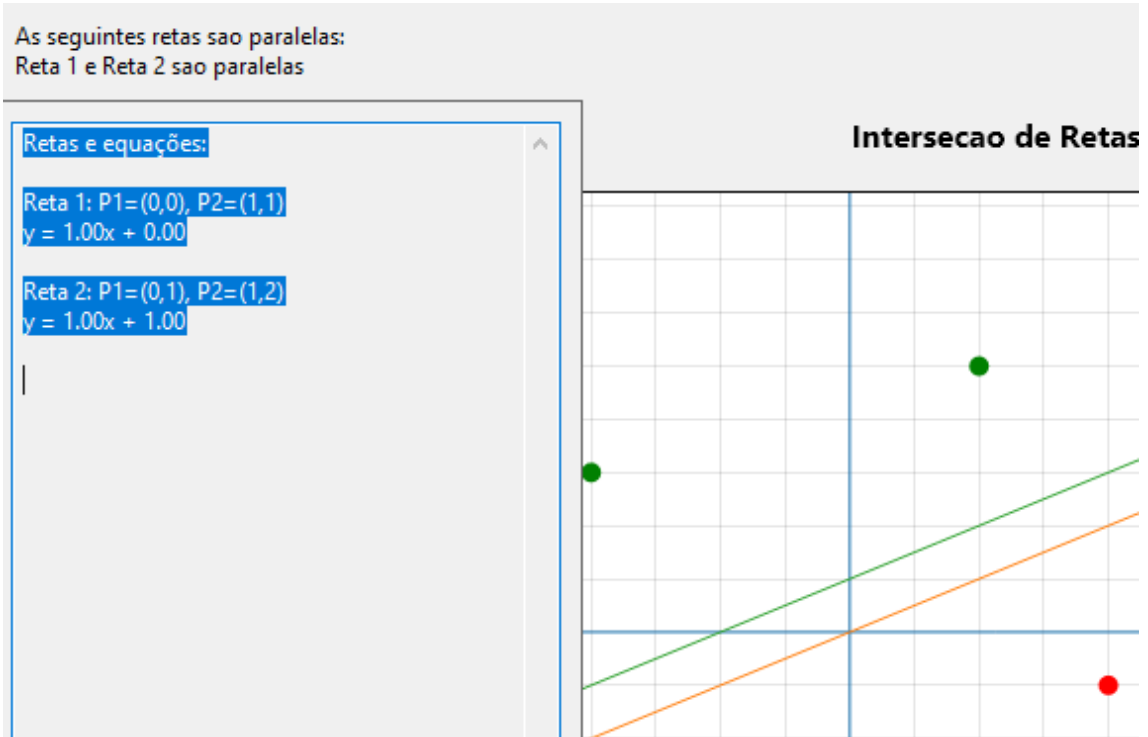 As seguintes retas sao paralelas:
Reta 1 e Reta 2 sao paralelas
Retas e equações:
Reta 1: P1=(0,0), P2=(1,1)
y = 1.00x + 0.00
Reta 2: P1=(0,1), P2=(1,2)
y = 1.00x + 1.00
Intersecao de Retas